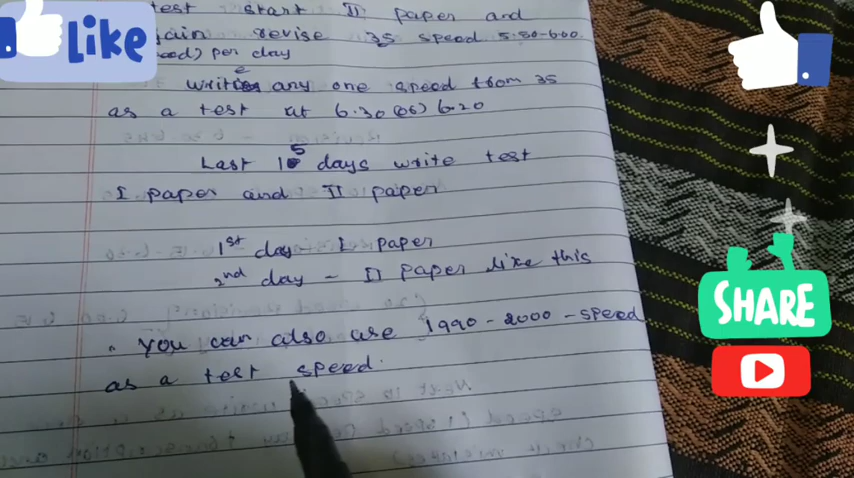 test start II paper and
revise 35 speed 5.50-6.00
per day
write any one speed from 35
as a test at 6.30 (or) 6.20
Last 15 days write test
I paper and II paper
1st day - I paper
2nd day - II paper like this
. You can also use 1990-2000-speed
as a test speed.
Like
SHARE